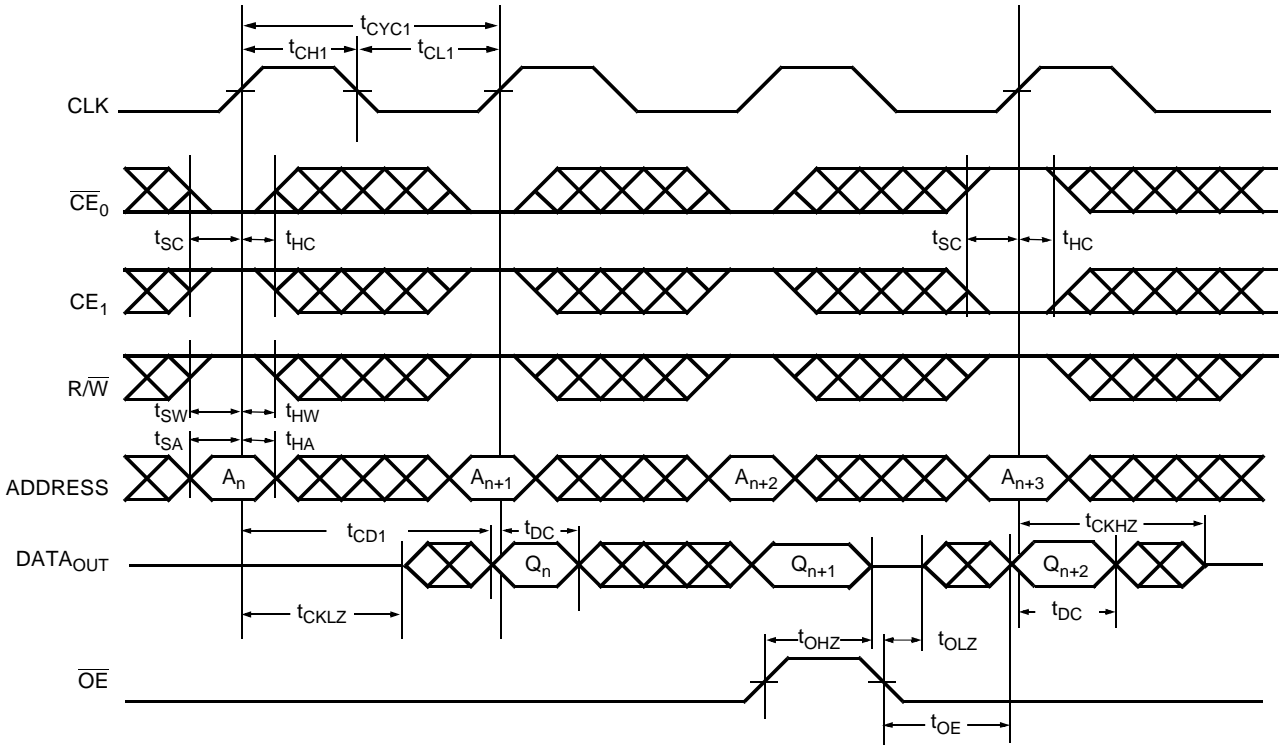 tCYC1
tCH1
tCL1
CLK
CE0
tSC
tHC
tSC
tHC
CE1
R/W
tSW
tHW
tSA
tHA
ADDRESS
An
An+1
An+2
An+3
tCD1
tDC
tCKHZ
DATAOUT
Qn
Qn+1
Qn+2
tCKLZ
tDC
tOHZ
tOLZ
OE
tOE